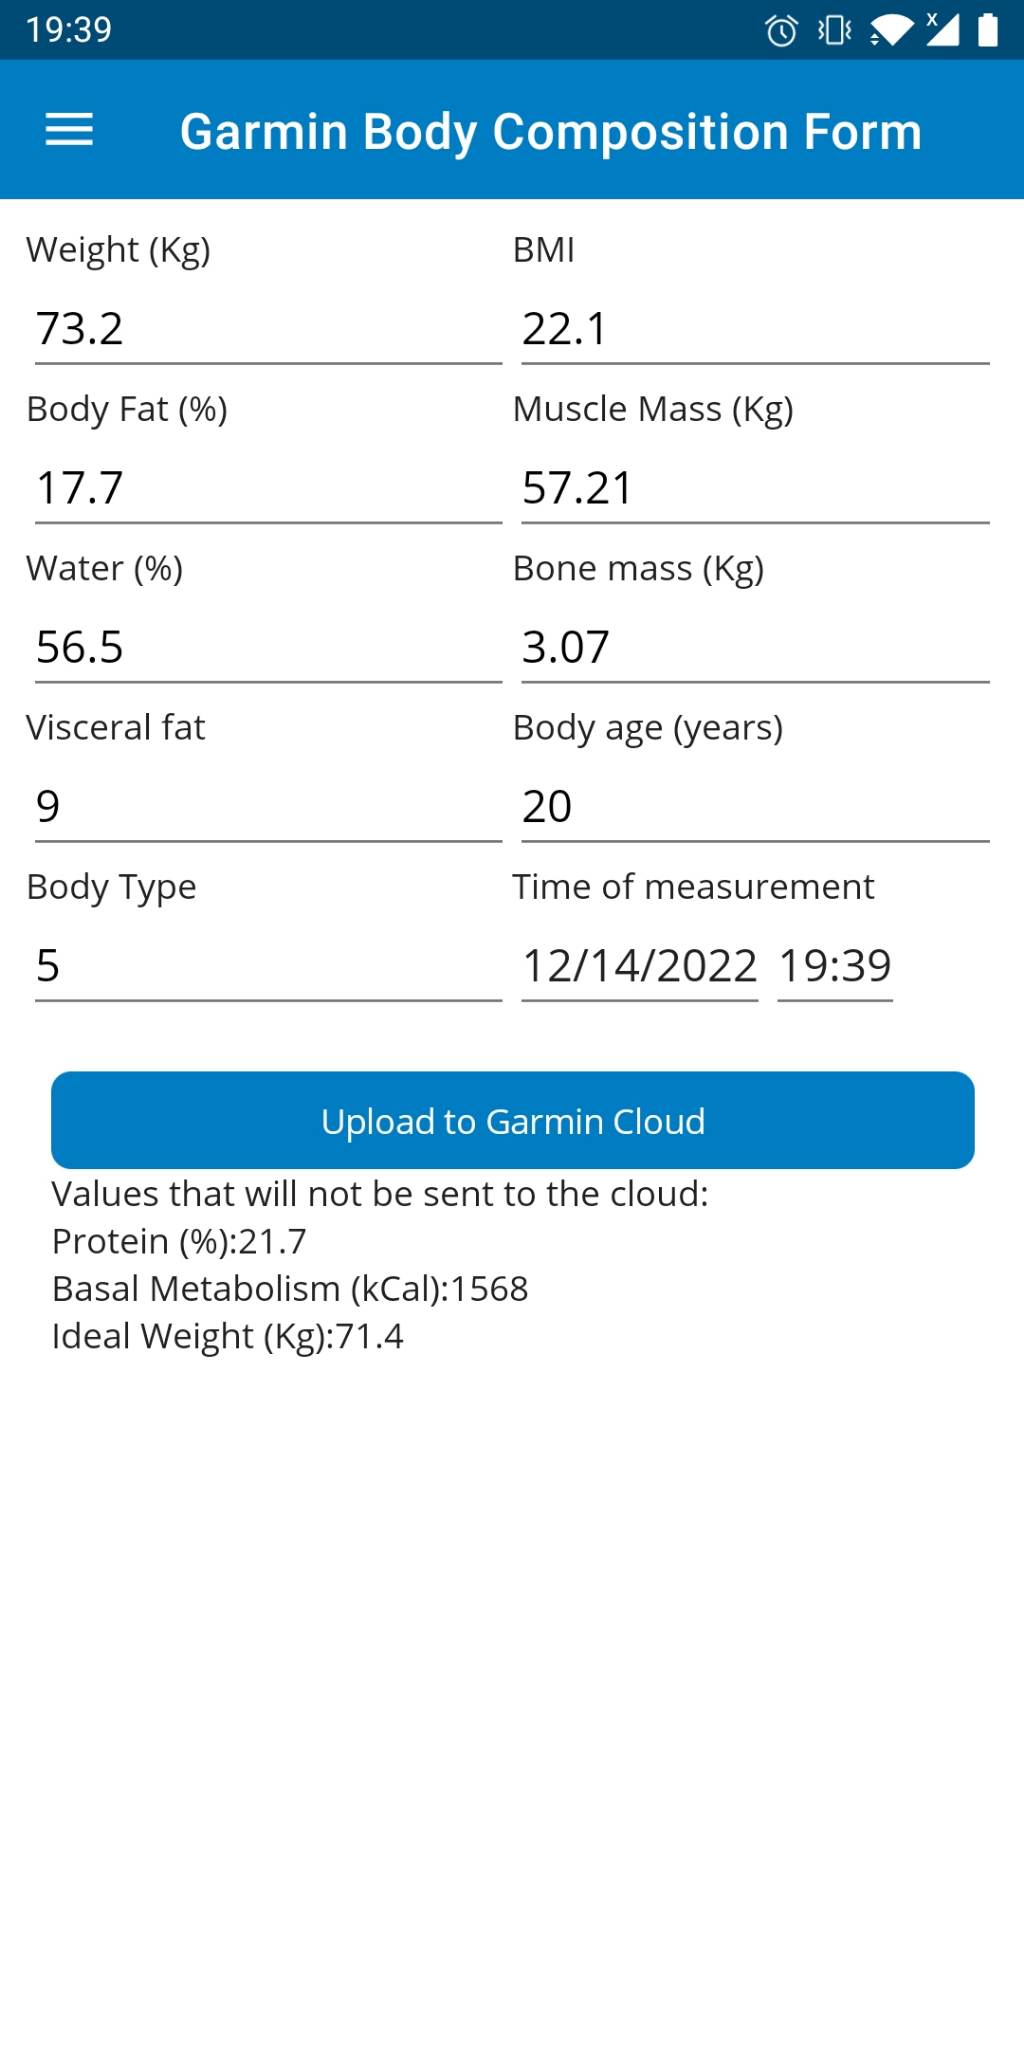 19:39
x
Garmin Body Composition Form
Weight (Kg) BMI
73.2 22.1
Body Fat (%) Muscle Mass (Kg)
17.7 57.21
Water (%) Bone mass (Kg)
56.5 3.07
Visceral fat Body age (years)
9 20
Body Type Time of measurement
5 12/14/2022 19:39
Upload to Garmin Cloud
Values that will not be sent to the cloud:
Protein (%):21.7
Basal Metabolism (kCal):1568
Ideal Weight (Kg):71.4